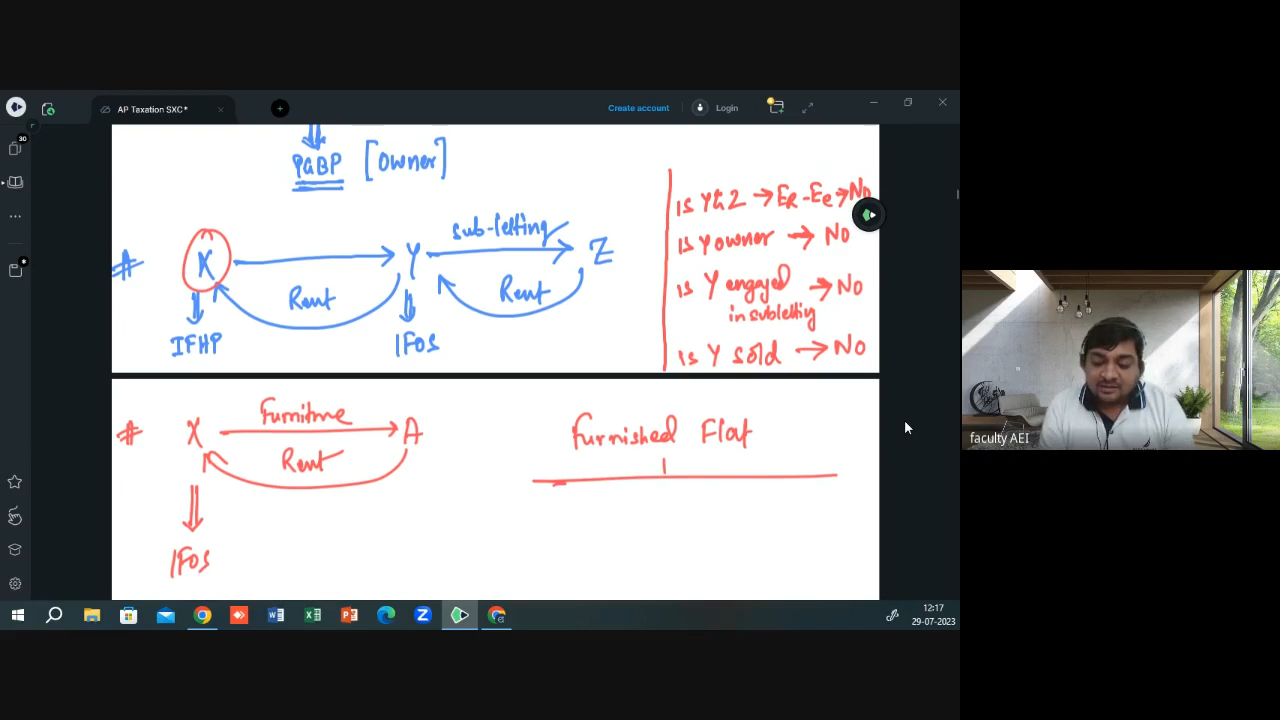 AP Taxation SXC*
Create account
Login
30
PGBP [Owner]
# X Y sub-letting Z
Rent
Rent
IFHP
IFOS
Is Y & Z → ER-Ee → No
Is Y owner → No
Is Y engaged → No
in subletting
Is Y sold → No
# X Furniture A
Rent
IFOS
Furnished Flat
faculty AEI
12:17
29-07-2023